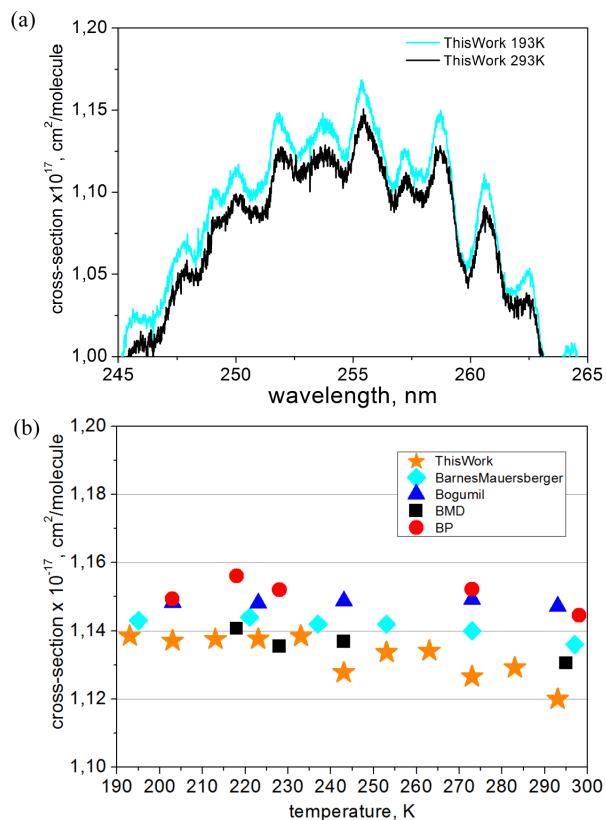 (a)
1,20
1,15
1,10
1,05
1,00
cross-section x10¹⁷, cm²/molecule
ThisWork 193K
ThisWork 293K
245 250 255 260 265
wavelength, nm
(b)
1,20
1,18
1,16
1,14
1,12
1,10
cross-section x 10⁻¹⁷, cm²/molecule
ThisWork
BarnesMauersberger
Bogumil
BMD
BP
190 200 210 220 230 240 250 260 270 280 290 300
temperature, K